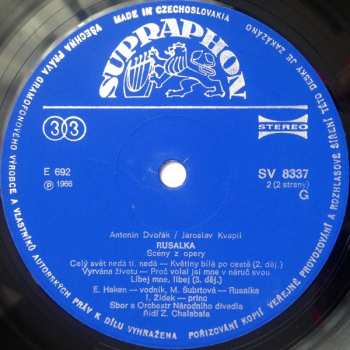 MADE IN CZECHOSLOVAKIA
SUPRAPHON
33
STEREO
E 692
℗ 1966
SV 8337
2 (2 strany)
G
Antonín Dvořák / Jaroslav Kvapil
RUSALKA
Scény z opery
Celý svět nedá ti, nedá — Květiny bílé po cestě (2. děj.)
Vyrvána životu — Proč volal jsi mne v náruč svou
Líbej mne, líbej (3. děj.)
E. Haken — vodník, M. Šubrtová — Rusalka
I. Žídek — princ
Sbor a Orchestr Národního divadla
řídí Z. Chalabala
VŠECHNA PRÁVA GRAMOFONOVÉHO VÝROBCE A VLASTNÍKŮ AUTORSKÝCH PRÁV K DÍLU VYHRAZENA
POŘIZOVÁNÍ KOPIÍ VEREJNÉ PROVOZOVÁNÍ A ROZHLASOVÉ ŠÍŘENÍ TÉTO DESKY JE ZAKÁZÁNO